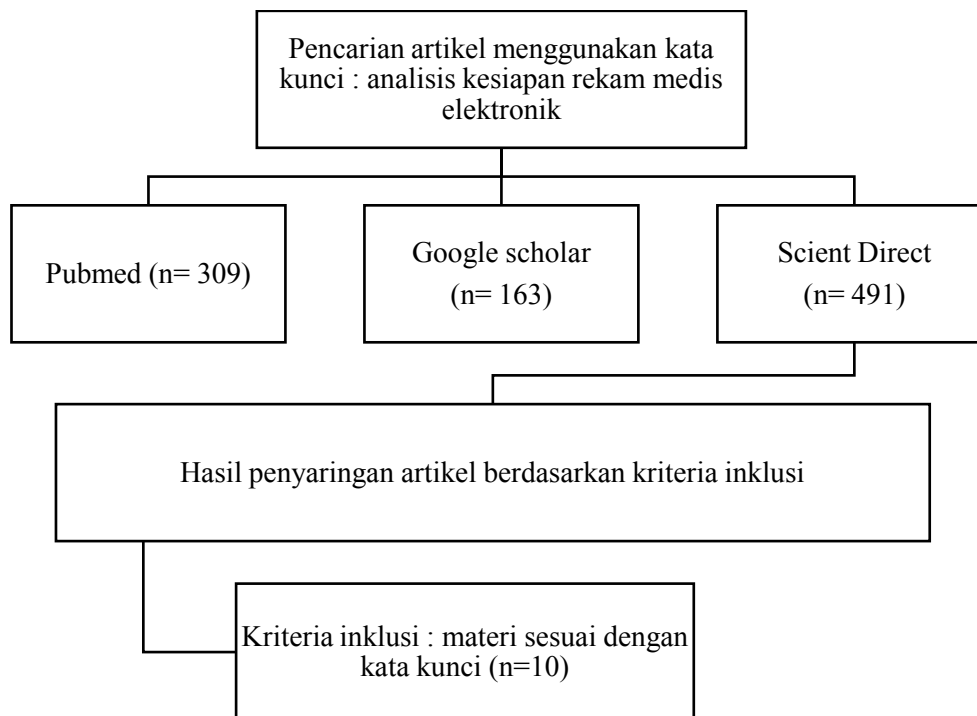 Pencarian artikel menggunakan kata
kunci : analisis kesiapan rekam medis
elektronik
Pubmed (n= 309)
Google scholar
(n= 163)
Scient Direct
(n= 491)
Hasil penyaringan artikel berdasarkan kriteria inklusi
Kriteria inklusi : materi sesuai dengan
kata kunci (n=10)